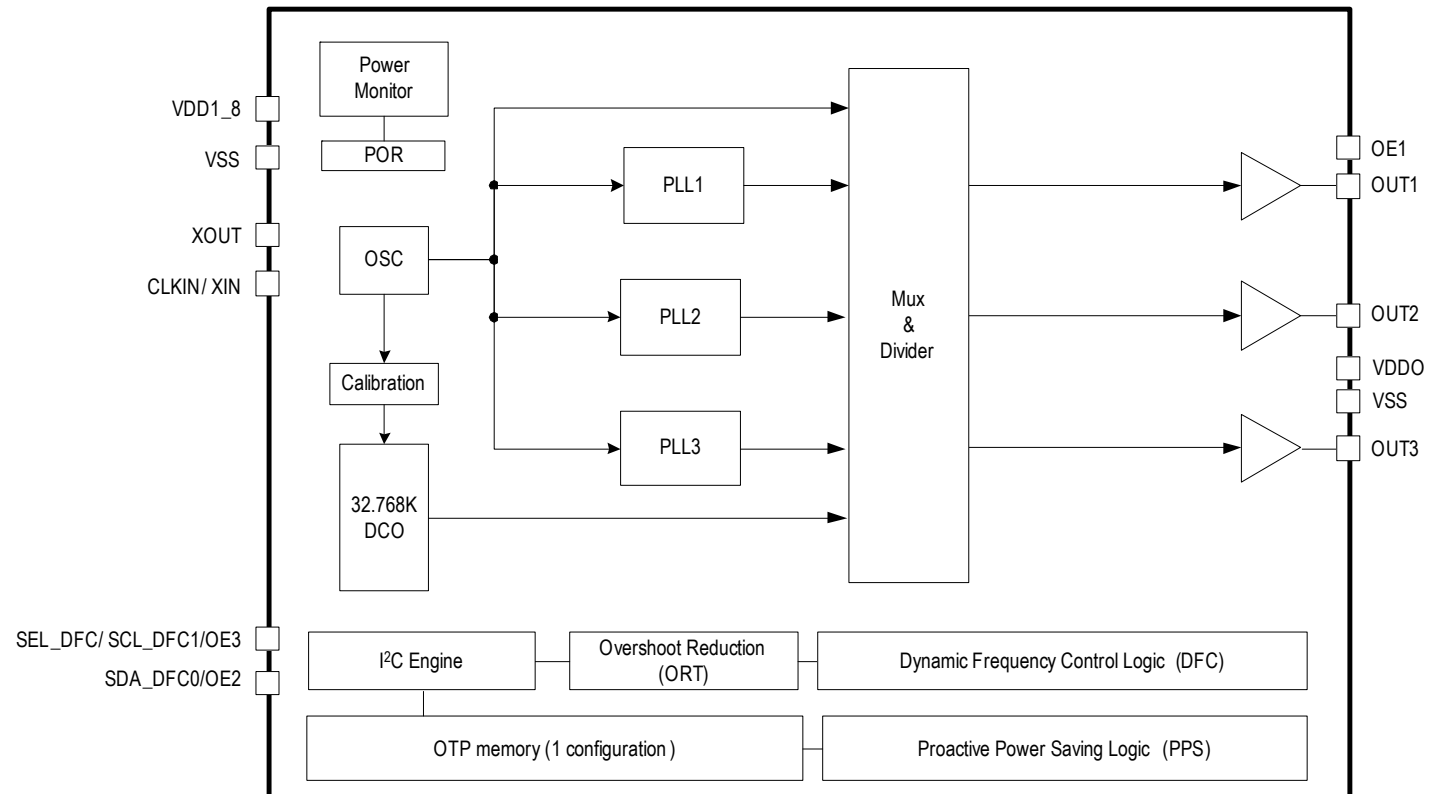 Power
Monitor
VDD1_8
POR
VSS
OE1
PLL1
OUT1
XOUT
OSC
CLKIN/ XIN
Mux
&
Divider
PLL2
OUT2
VDDO
Calibration
VSS
PLL3
OUT3
32.768K
DCO
SEL_DFC/ SCL_DFC1/OE3
SDA_DFC0/OE2
I²C Engine
Overshoot Reduction
(ORT)
Dynamic Frequency Control Logic (DFC)
OTP memory (1 configuration )
Proactive Power Saving Logic (PPS)